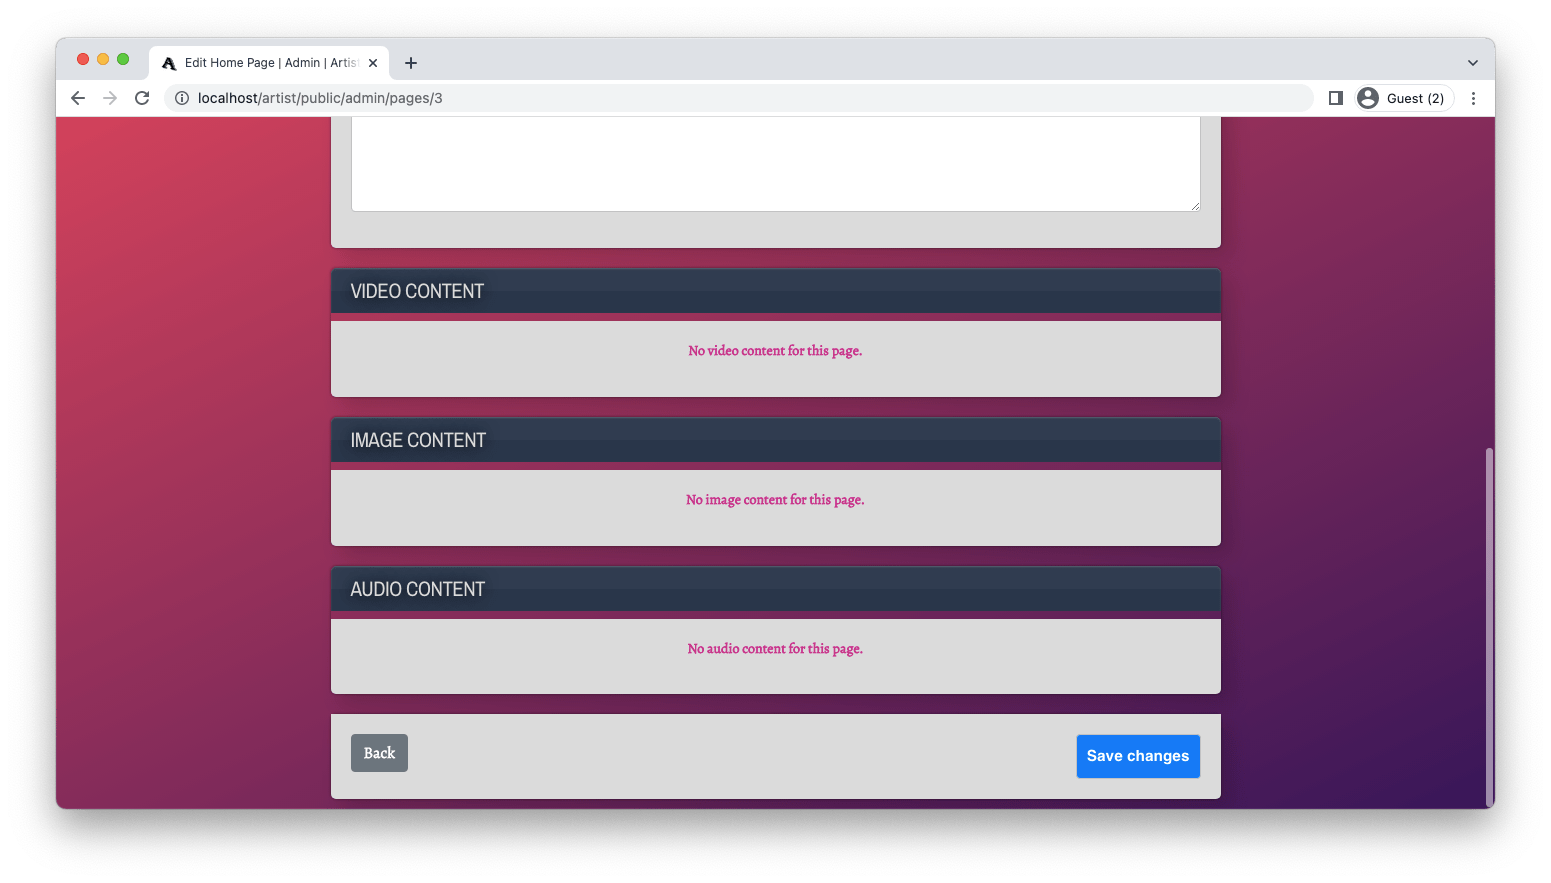 Edit Home Page | Admin | Artis
localhost/artist/public/admin/pages/3
Guest (2)
VIDEO CONTENT
No video content for this page.
IMAGE CONTENT
No image content for this page.
AUDIO CONTENT
No audio content for this page.
Back
Save changes